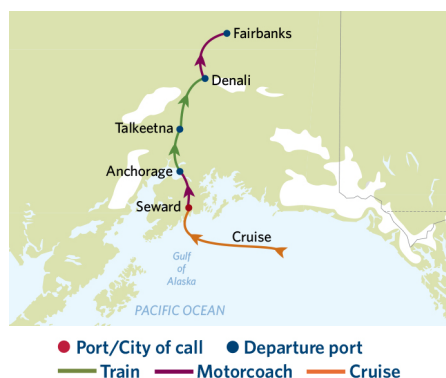 Fairbanks
Denali
Talkeetna
Anchorage
Seward
Cruise
Gulf
of
Alaska
PACIFIC OCEAN
Port/City of call
Departure port
Train
Motorcoach
Cruise